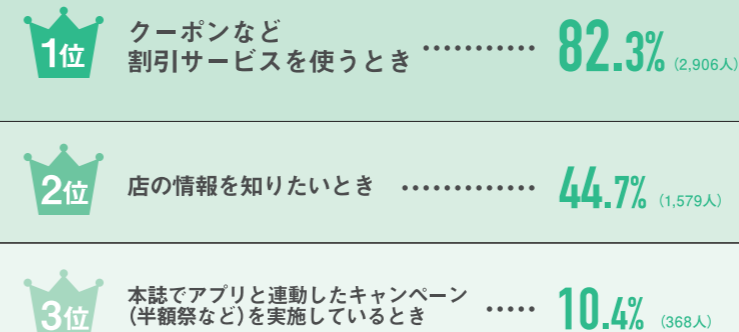 1位
クーポンなど
割引サービスを使うとき ………… 82.3% (2,906人)
2位
店の情報を知りたいとき ………… 44.7% (1,579人)
3位
本誌でアプリと連動したキャンペーン
(半額祭など)を実施しているとき …… 10.4% (368人)